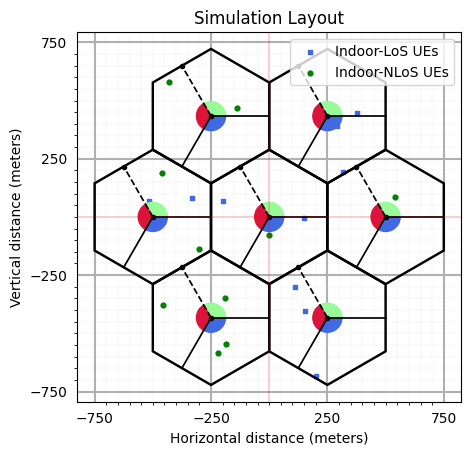 Simulation Layout
Indoor-LoS UEs
Indoor-NLoS UEs
750
250
−250
−750
Vertical distance (meters)
−750
−250
250
750
Horizontal distance (meters)